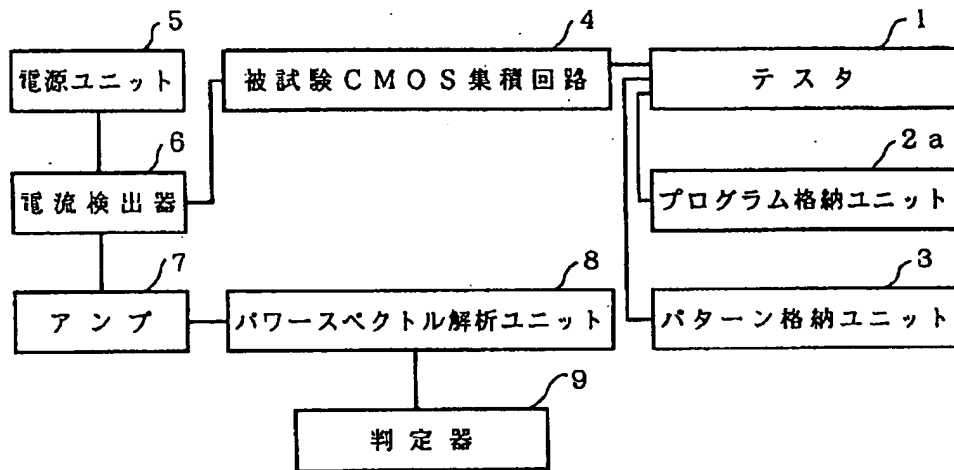 5
電源ユニット
4
被試験CMOS集積回路
1
テスタ
6
電流検出器
2a
プログラム格納ユニット
7
アンプ
8
パワースペクトル解析ユニット
3
パターン格納ユニット
9
判定器